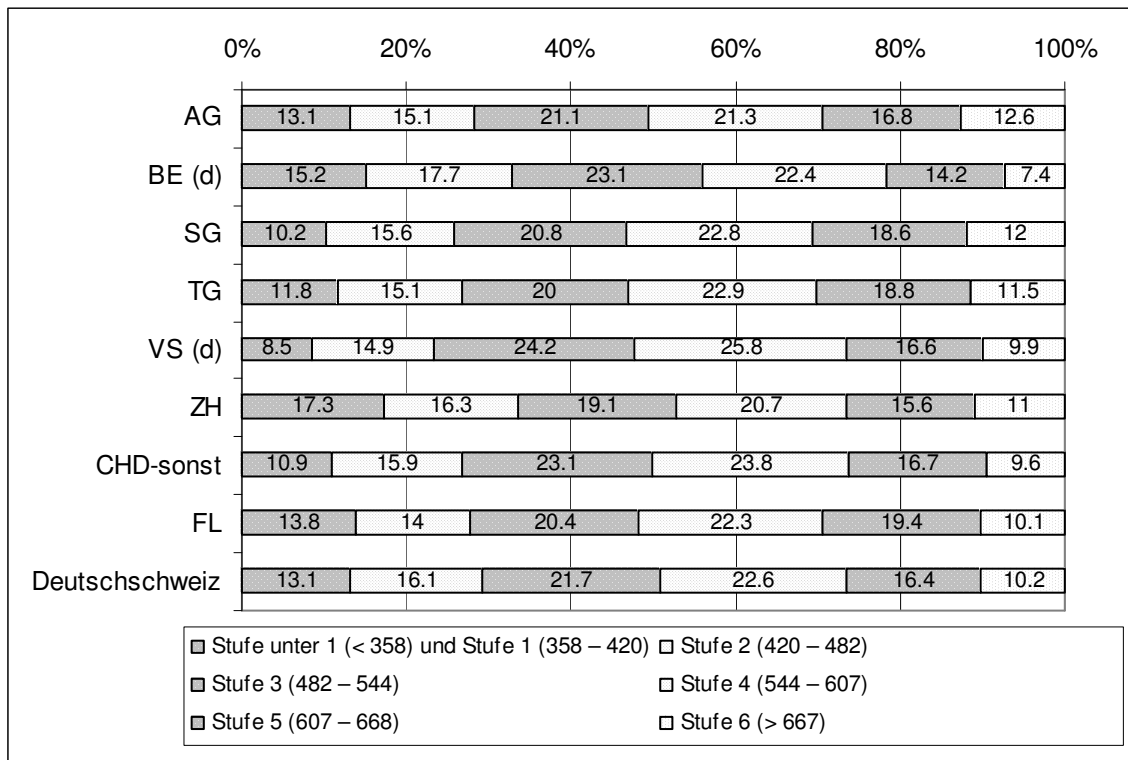 0% 20% 40% 60% 80% 100%
AG 13.1 15.1 21.1 21.3 16.8 12.6
BE (d) 15.2 17.7 23.1 22.4 14.2 7.4
SG 10.2 15.6 20.8 22.8 18.6 12
TG 11.8 15.1 20 22.9 18.8 11.5
VS (d) 8.5 14.9 24.2 25.8 16.6 9.9
ZH 17.3 16.3 19.1 20.7 15.6 11
CHD-sonst 10.9 15.9 23.1 23.8 16.7 9.6
FL 13.8 14 20.4 22.3 19.4 10.1
Deutschschweiz 13.1 16.1 21.7 22.6 16.4 10.2
Stufe unter 1 (< 358) und Stufe 1 (358 – 420) Stufe 2 (420 – 482)
Stufe 3 (482 – 544) Stufe 4 (544 – 607)
Stufe 5 (607 – 668) Stufe 6 (> 667)